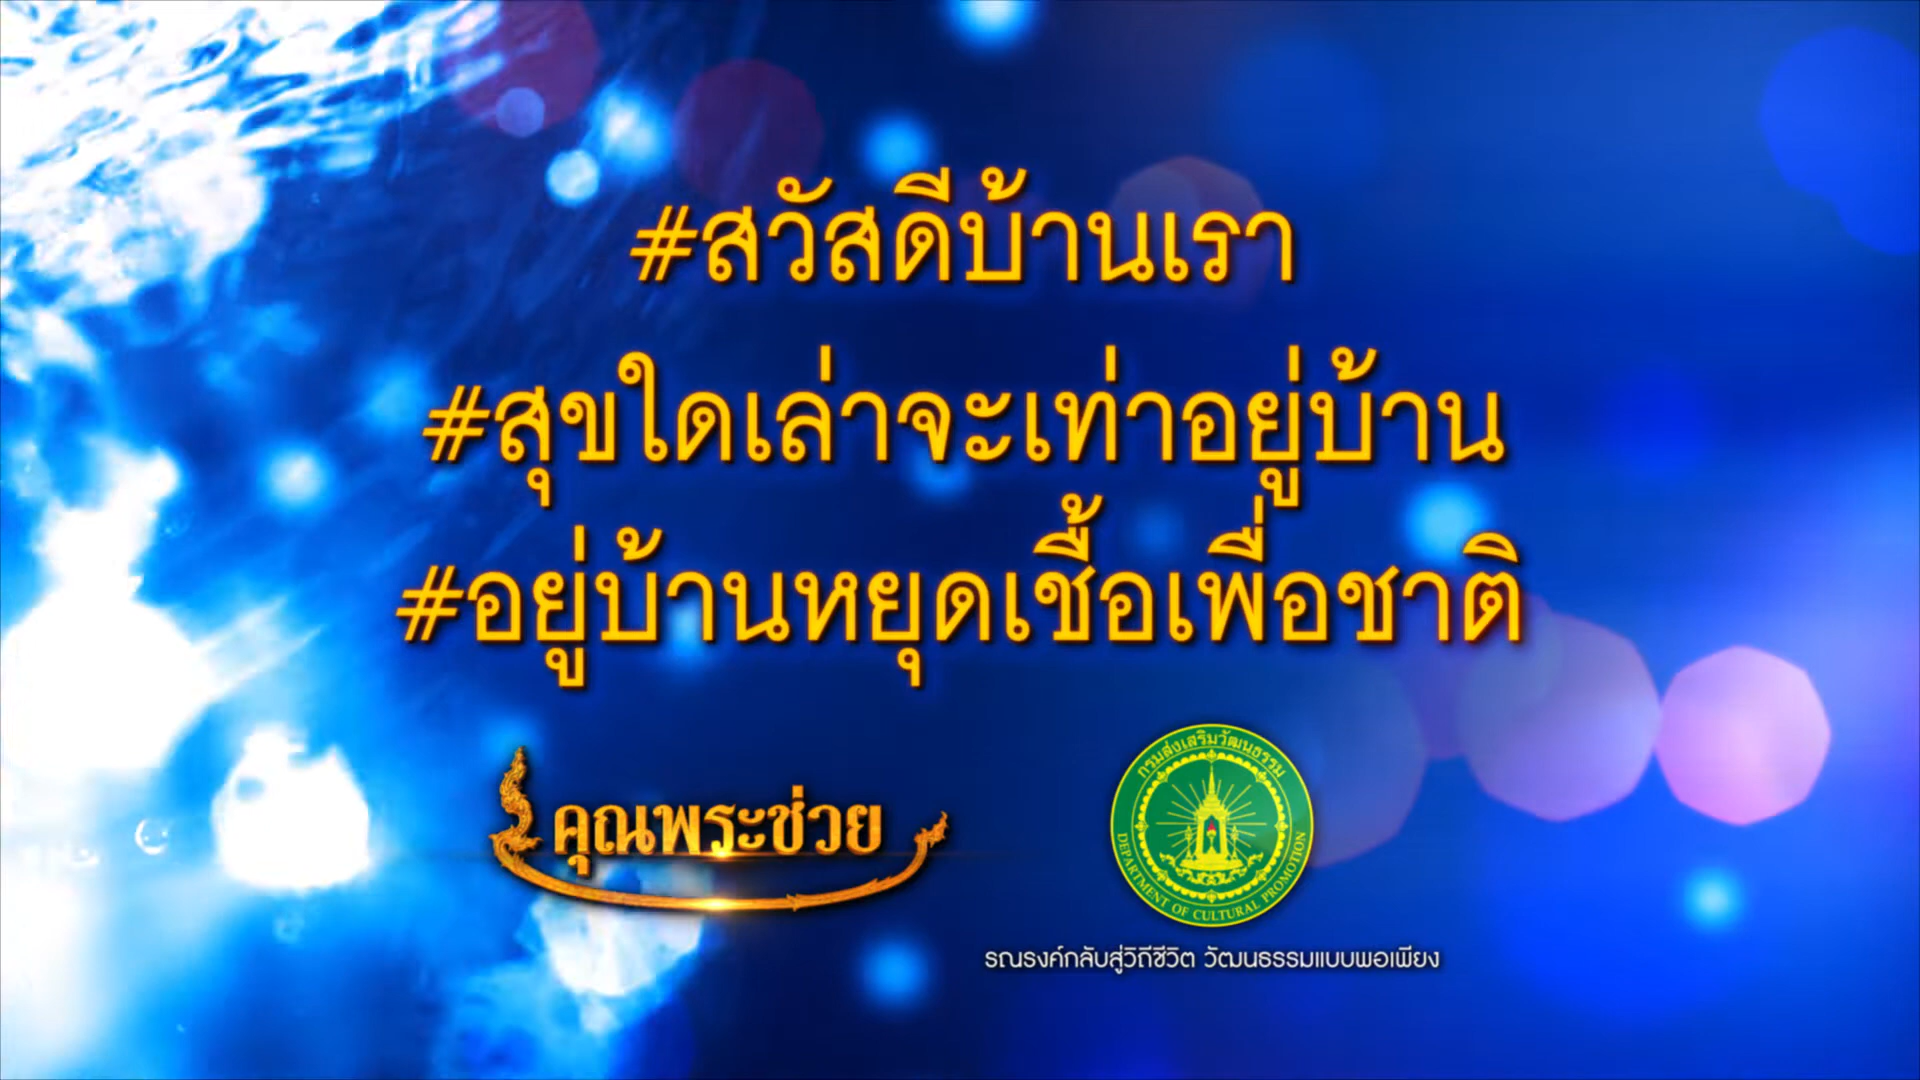 #สวัสดีบ้านเรา
#สุขใดเล่าจะเท่าอยู่บ้าน
#อยู่บ้านหยุดเชื้อเพื่อชาติ
คุณพระช่วย
กรมส่งเสริมวัฒนธรรม
DEPARTMENT OF CULTURAL PROMOTION
รณรงค์กลับสู่วิถีชีวิต วัฒนธรรมแบบพอเพียง